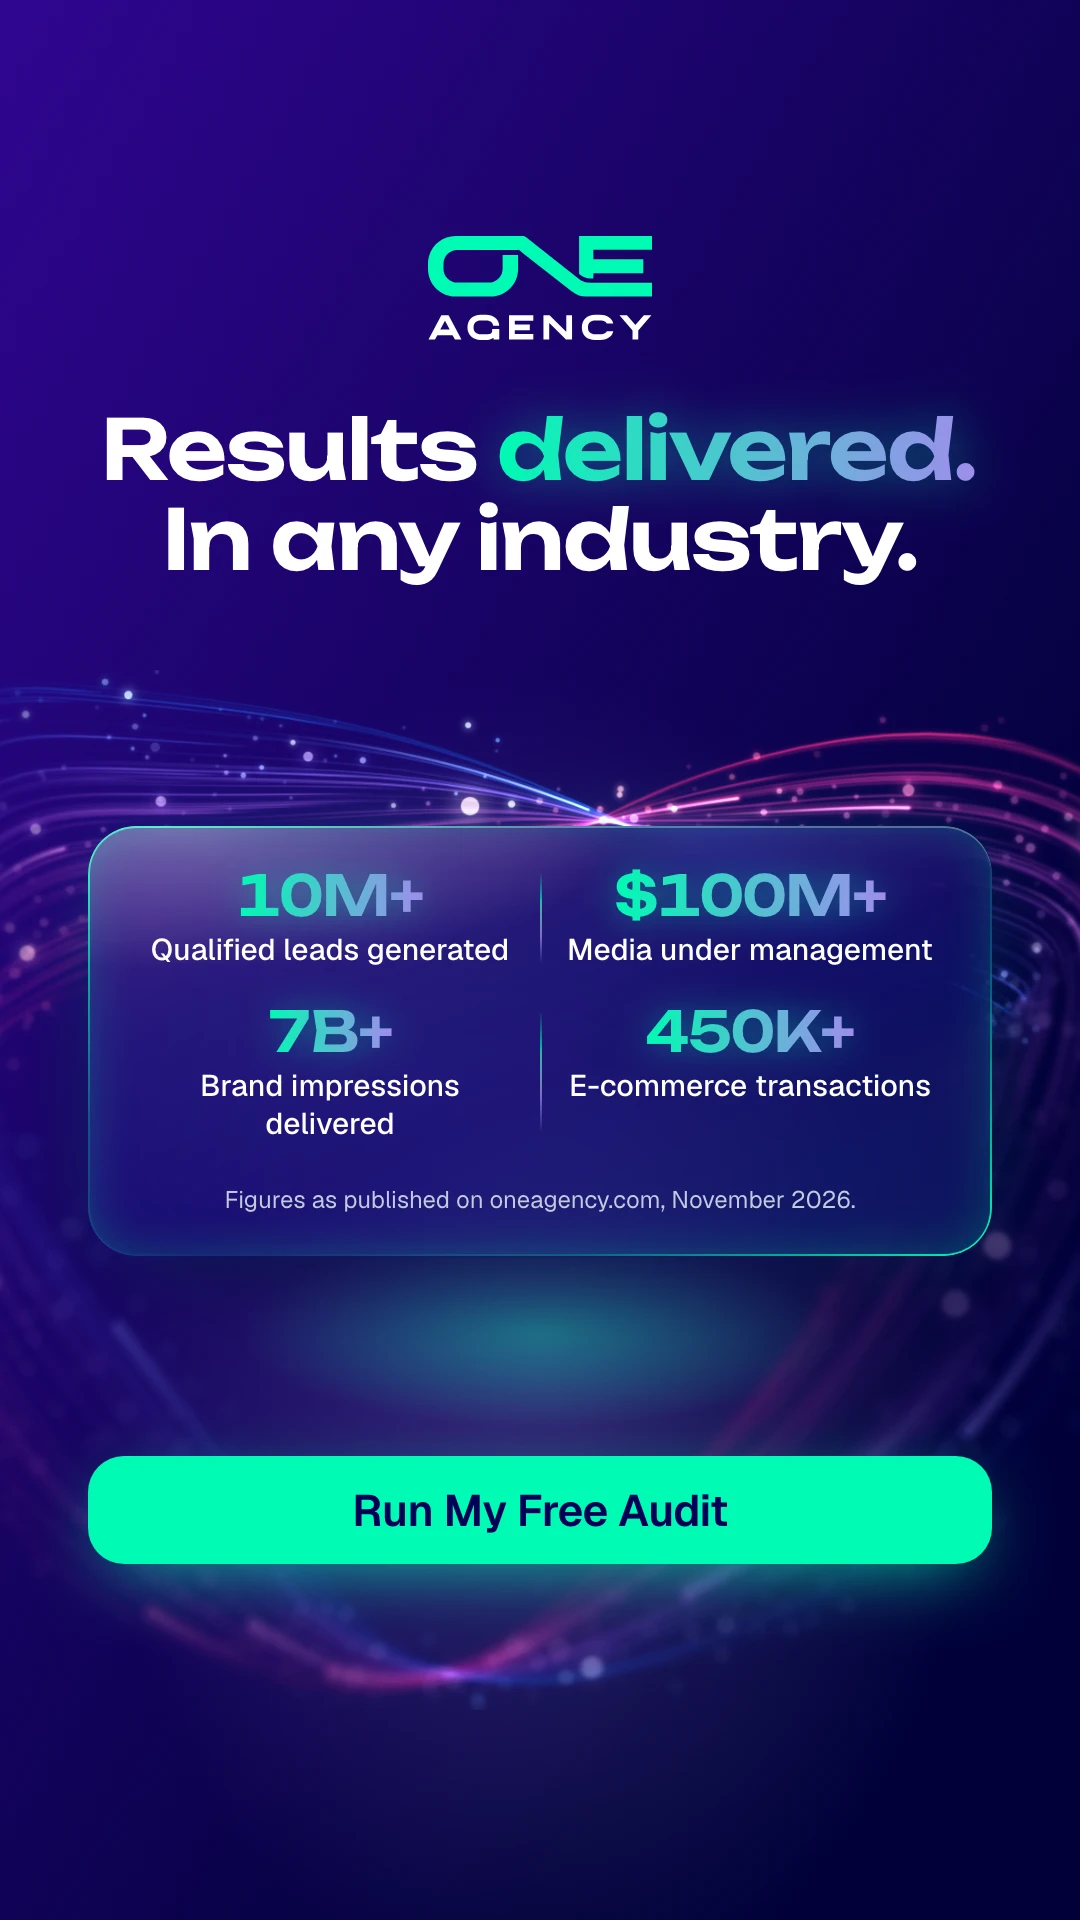 ONE
AGENCY
Results delivered.
In any industry.
10M+
Qualified leads generated
$100M+
Media under management
7B+
Brand impressions
delivered
450K+
E-commerce transactions
Figures as published on oneagency.com, November 2026.
Run My Free Audit